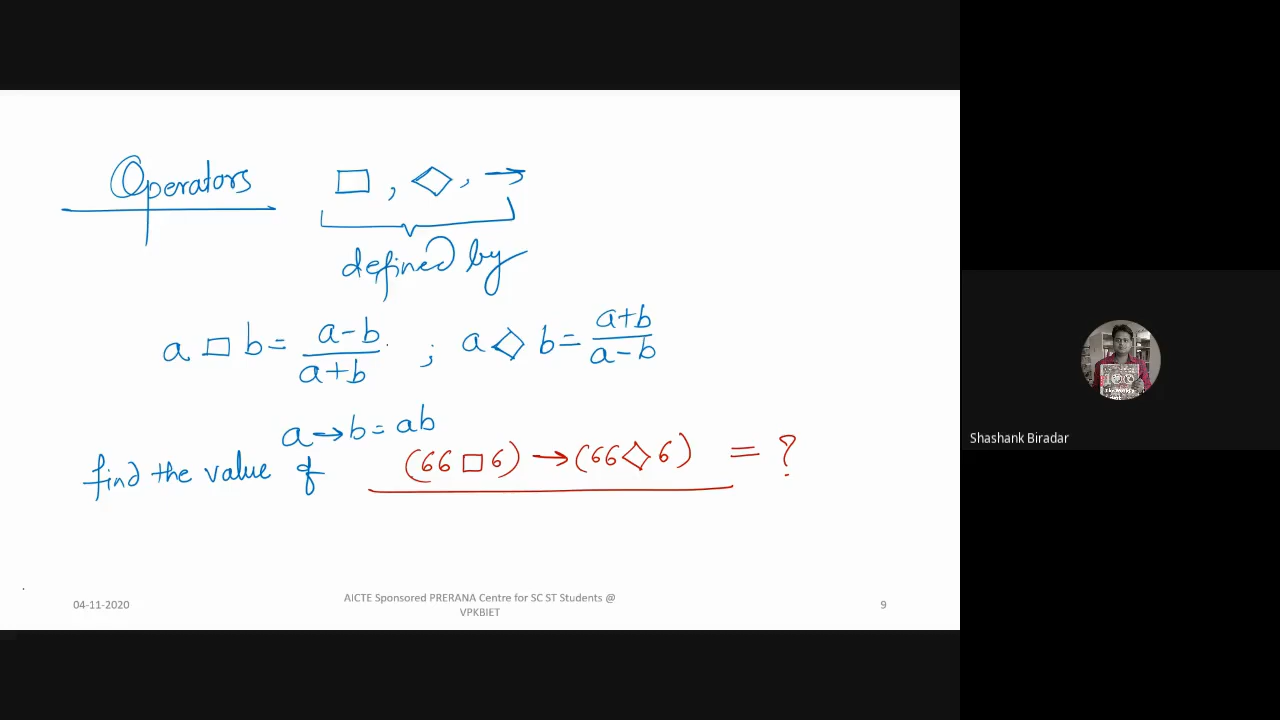 Operators □ , ◇ , →
defined by
a □ b = (a-b)/(a+b) ; a ◇ b = (a+b)/(a-b)
a → b = ab
find the value of (66 □ 6) → (66 ◇ 6) = ?
04-11-2020
AICTE Sponsored PRERANA Centre for SC ST Students @
VPKBIET
9
Shashank Biradar